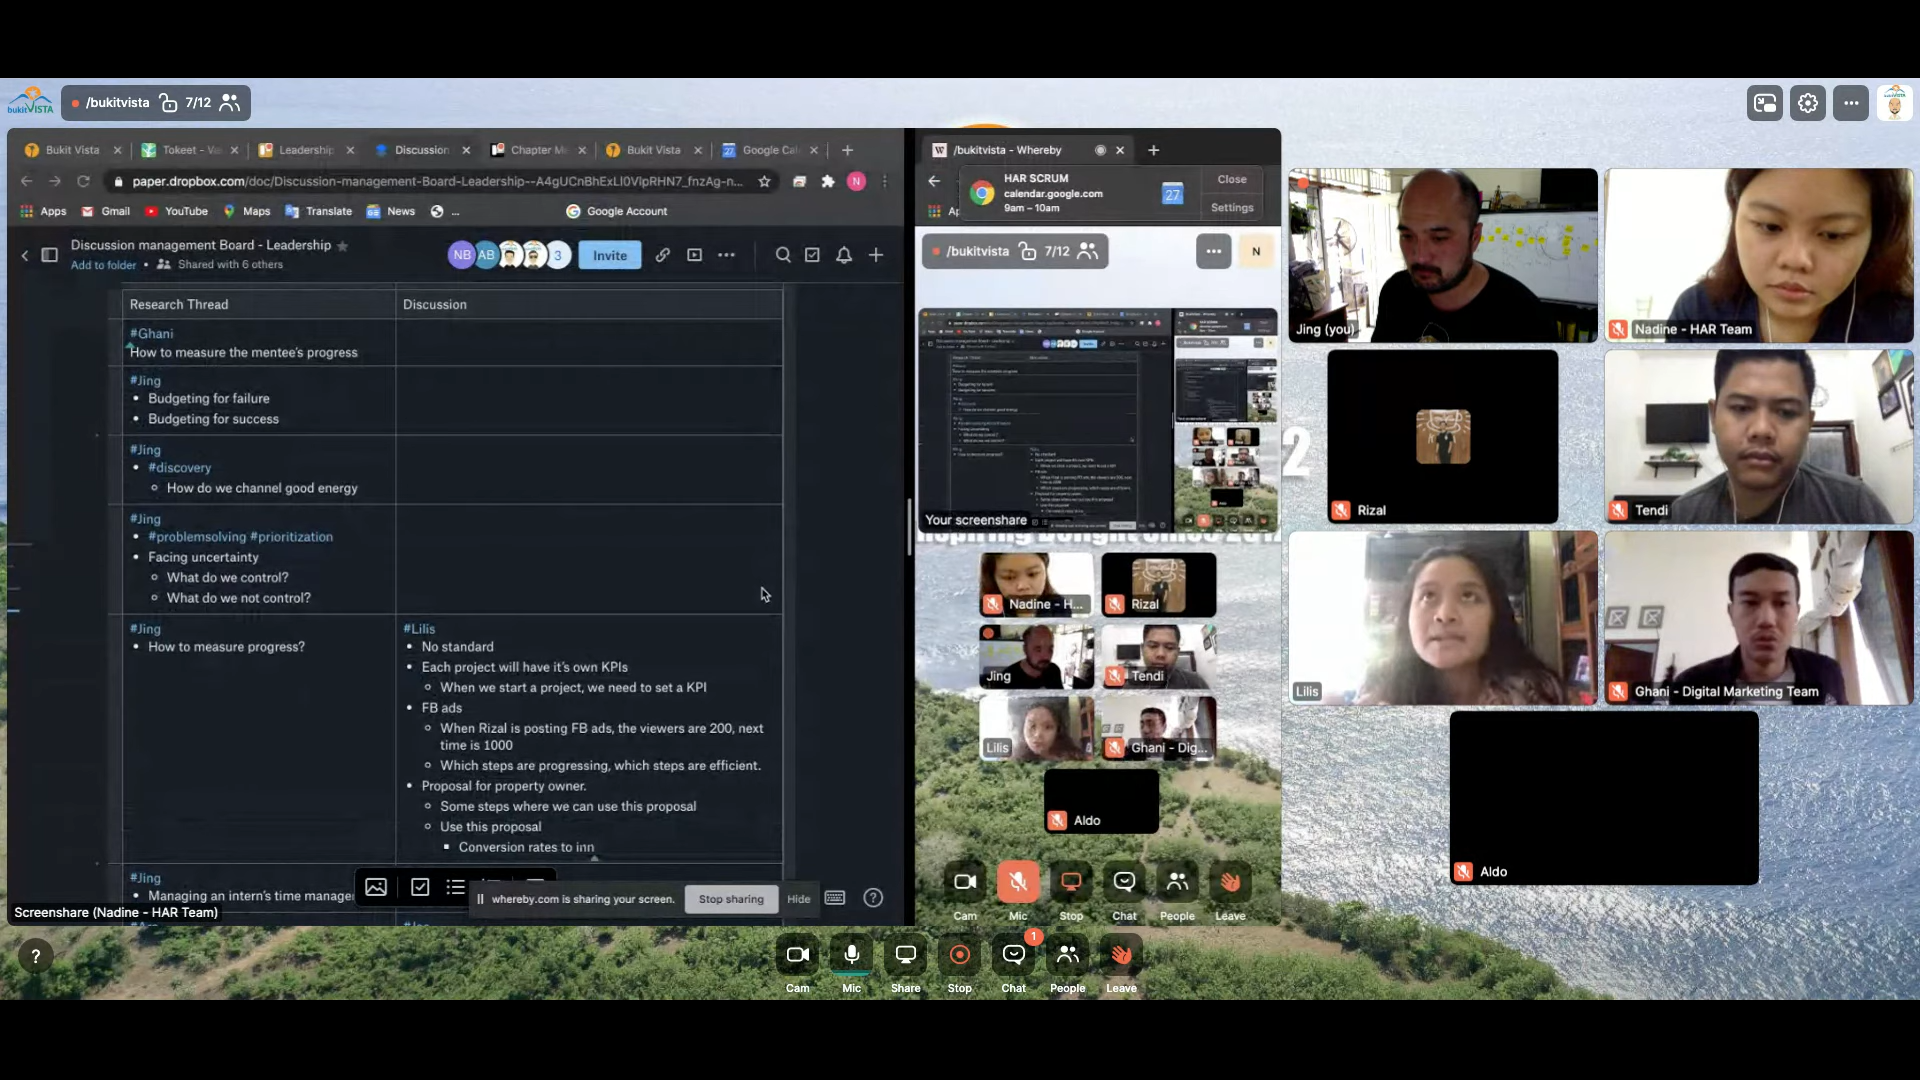 bukitVISTA
/bukitvista 7/12
Bukit Vista
Tokeet - Va
Leadership
Discussion
Chapter Me
Bukit Vista
Google Cal
paper.dropbox.com/doc/Discussion-management-Board-Leadership--A4gUCnBhExLl0VlpRHN7_fnzAg-n...
N
Apps
Gmail
YouTube
Maps
Translate
News
...
Google Account
Discussion management Board - Leadership
Add to folder • Shared with 6 others
NB
AB
3
Invite
Research Thread
Discussion
#Ghani
How to measure the mentee's progress
#Jing
• Budgeting for failure
• Budgeting for success
#Jing
• #discovery
How do we channel good energy
#Jing
• #problemsolving #prioritization
• Facing uncertainty
What do we control?
What do we not control?
#Jing
• How to measure progress?
#Lilis
• No standard
• Each project will have it's own KPIs
When we start a project, we need to set a KPI
• FB ads
When Rizal is posting FB ads, the viewers are 200, next
time is 1000
Which steps are progressing, which steps are efficient.
• Proposal for property owner.
Some steps where we can use this proposal
Use this proposal
Conversion rates to inn
#Jing
• Managing an intern's time manage
Screenshare (Nadine - HAR Team)
whereby.com is sharing your screen.
Stop sharing
Hide
?
/bukitvista - Whereby
HAR SCRUM
calendar.google.com
9am – 10am
27
Close
Settings
/bukitvista 7/12
N
Your screenshare
Nadine - H...
Rizal
Jing
Tendi
Lilis
Ghani - Dig...
Aldo
Cam
Mic
Stop
Chat
People
Leave
2
Jing (you)
Nadine - HAR Team
Rizal
Tendi
Lilis
Ghani - Digital Marketing Team
Aldo
?
1
Cam
Mic
Share
Stop
Chat
People
Leave